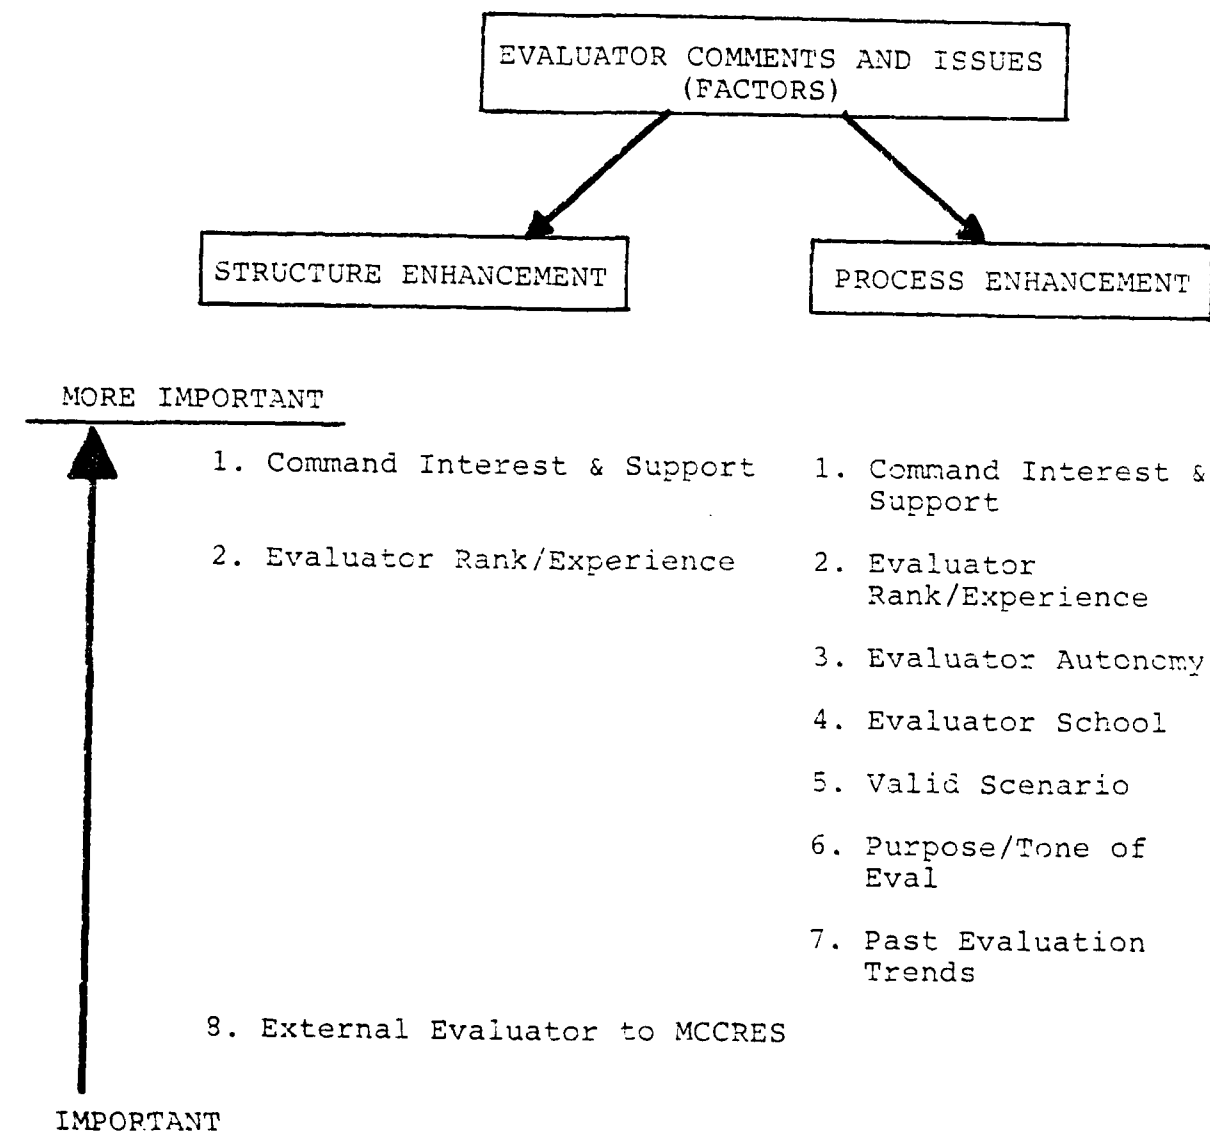 EVALUATOR COMMENTS AND ISSUES
(FACTORS)
STRUCTURE ENHANCEMENT
PROCESS ENHANCEMENT
MORE IMPORTANT
1. Command Interest & Support
2. Evaluator Rank/Experience
8. External Evaluator to MCCRES
1. Command Interest &
Support
2. Evaluator
Rank/Experience
3. Evaluator Autonomy
4. Evaluator School
5. Valid Scenario
6. Purpose/Tone of
Eval
7. Past Evaluation
Trends
IMPORTANT